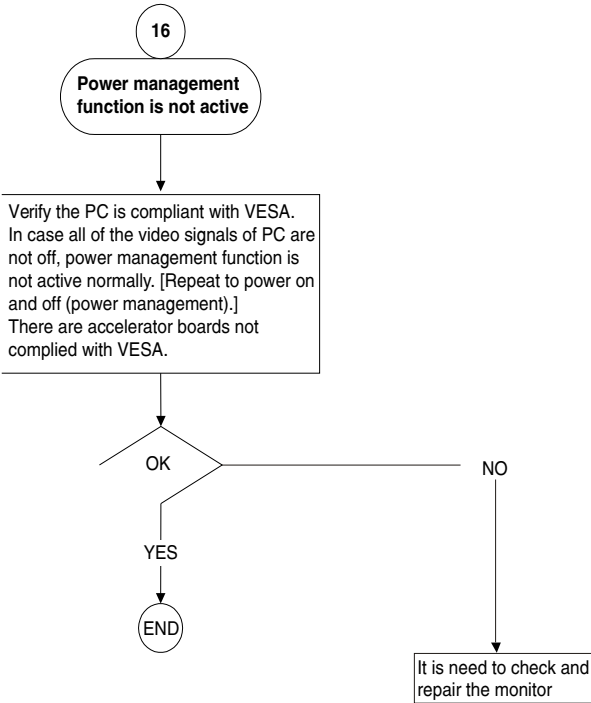 16
Power management
function is not active
Verify the PC is compliant with VESA.
In case all of the video signals of PC are
not off, power management function is
not active normally. [Repeat to power on
and off (power management).]
There are accelerator boards not
complied with VESA.
OK
NO
YES
END
It is need to check and
repair the monitor